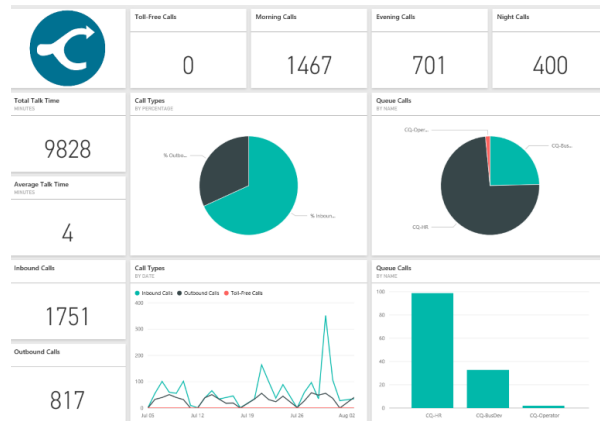 Toll-Free Calls
0
Morning Calls
1467
Evening Calls
701
Night Calls
400
Total Talk Time
MINUTES
9828
Average Talk Time
MINUTES
4
Inbound Calls
1751
Outbound Calls
817
Call Types
BY PERCENTAGE
% Outbo...
% Inboun...
Queue Calls
BY NAME
CQ-Oper...
CQ-Bus...
CQ-HR
Call Types
BY DATE
Inbound Calls Outbound Calls Toll-Free Calls
400
300
200
100
0
Jul 05 Jul 12 Jul 19 Jul 26 Aug 02
Queue Calls
BY NAME
100
80
60
40
20
0
CQ-HR CQ-BusDev CQ-Operator